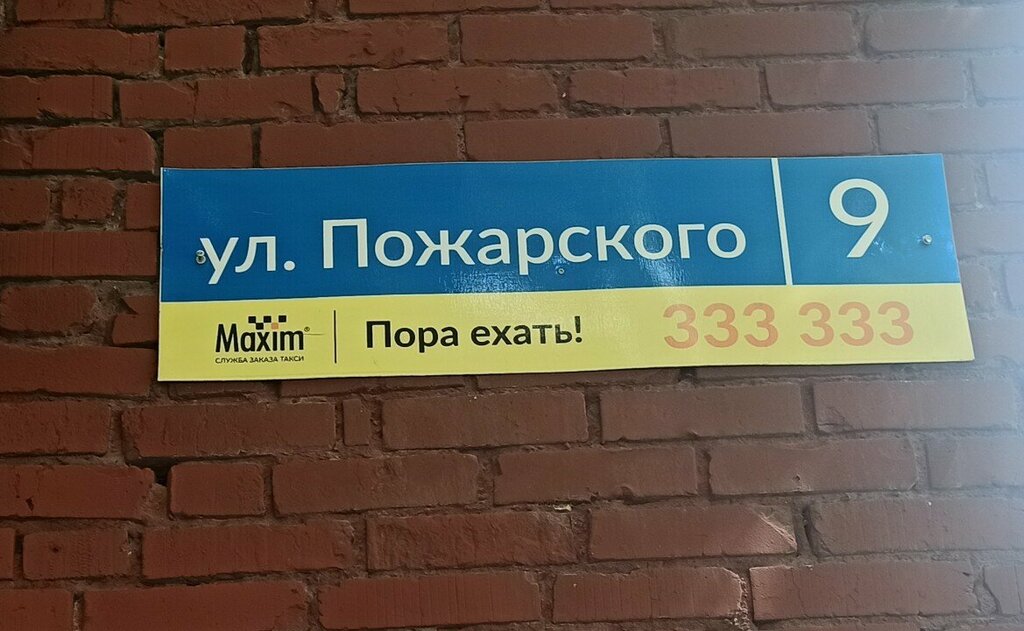 ул. Пожарского 9
Maxim® Пора ехать! 333 333
СЛУЖБА ЗАКАЗА ТАКСИ